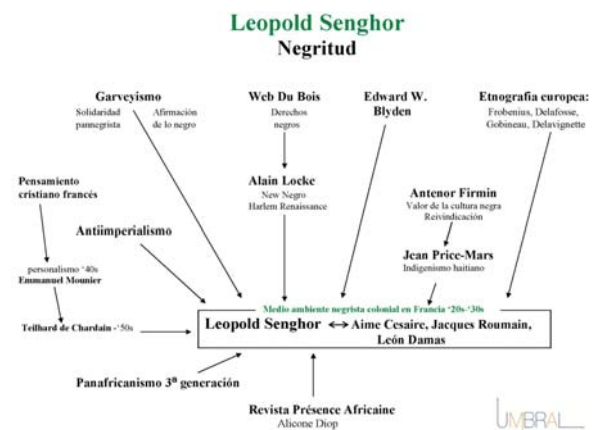 Leopold Senghor
Negritud
Garveyismo
Solidaridad
pannegrista
Afirmación
de lo negro
Web Du Bois
Derechos
negros
Edward W.
Blyden
Etnografia europea:
Frobenius, Delafosse,
Gobineau, Delavignette
Pensamiento
cristiano francés
Alain Locke
New Negro
Harlem Renaissance
Antenor Firmin
Valor de la cultura negra
Reivindicación
Antiimperialismo
Jean Price-Mars
Indigenismo haitiano
personalismo ‘40s
Emmanuel Mounier
Teilhard de Chardain -‘50s
Medio ambiente negrista colonial en Francia ‘20s-‘30s
Leopold Senghor ↔ Aime Cesaire, Jacques Roumain,
León Damas
Panafricanismo 3ª generación
Revista Présence Africaine
Alicone Diop
UMBRAL